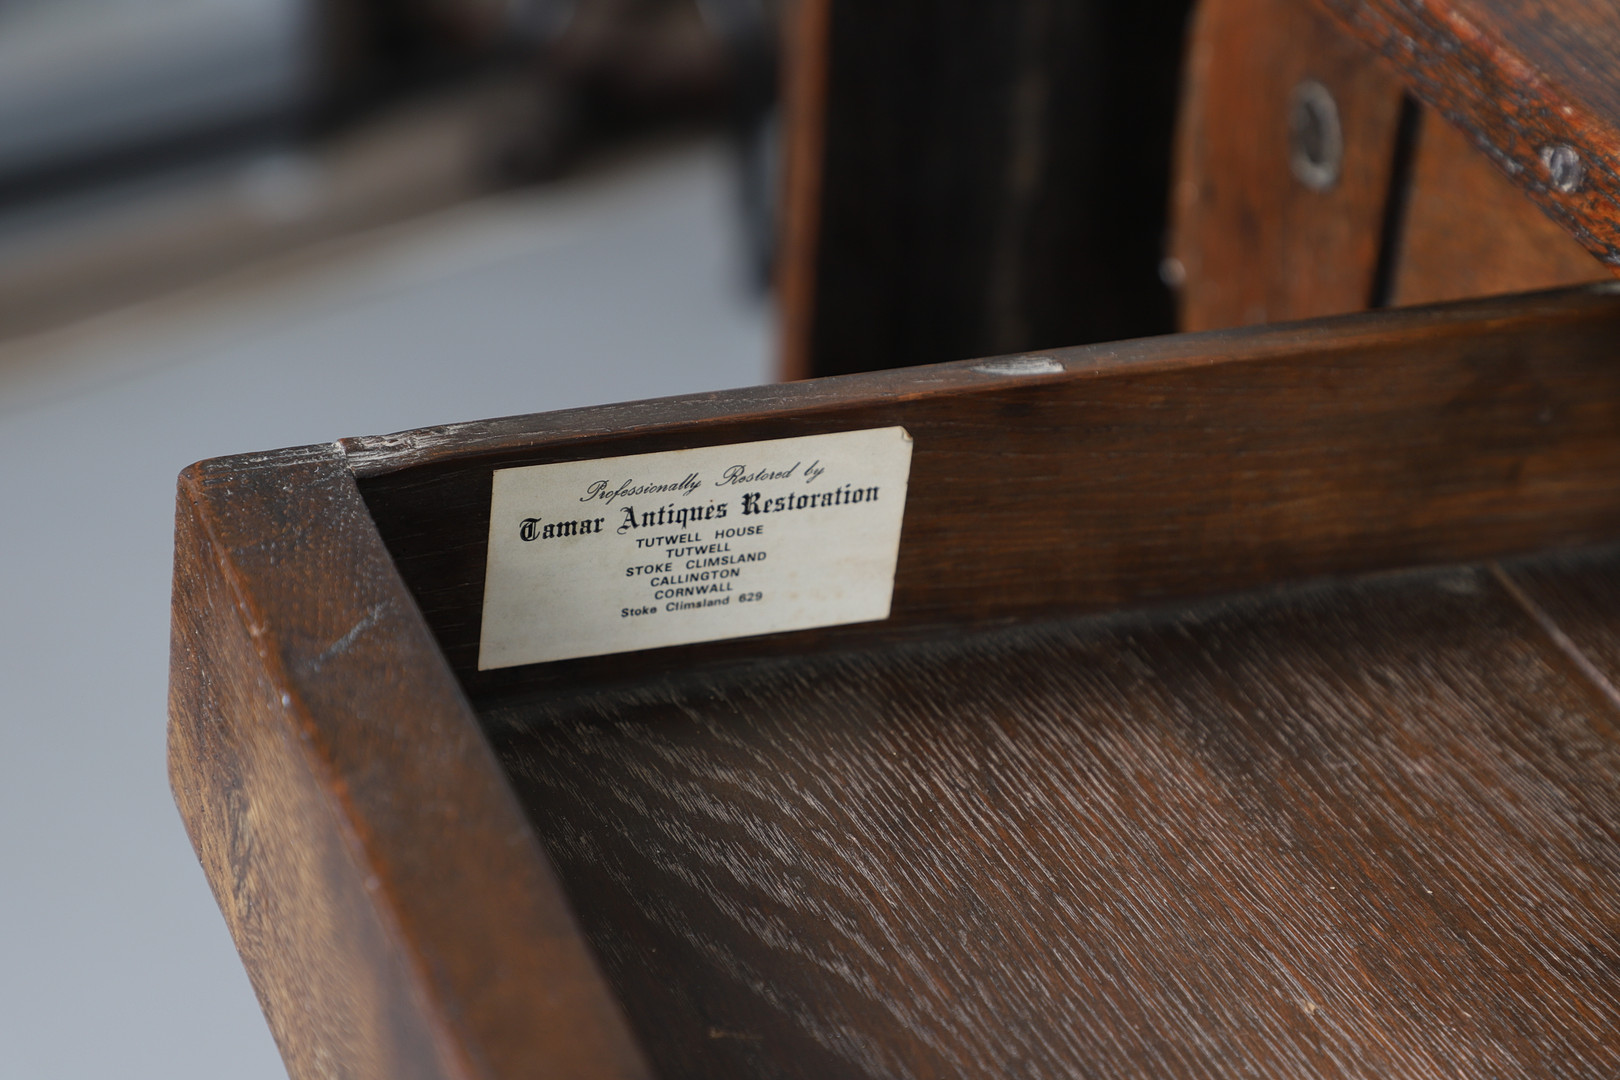 Professionally Restored by
Tamar Antiques Restoration
TUTWELL HOUSE
TUTWELL
STOKE CLIMSLAND
CALLINGTON
CORNWALL
Stoke Climsland 629